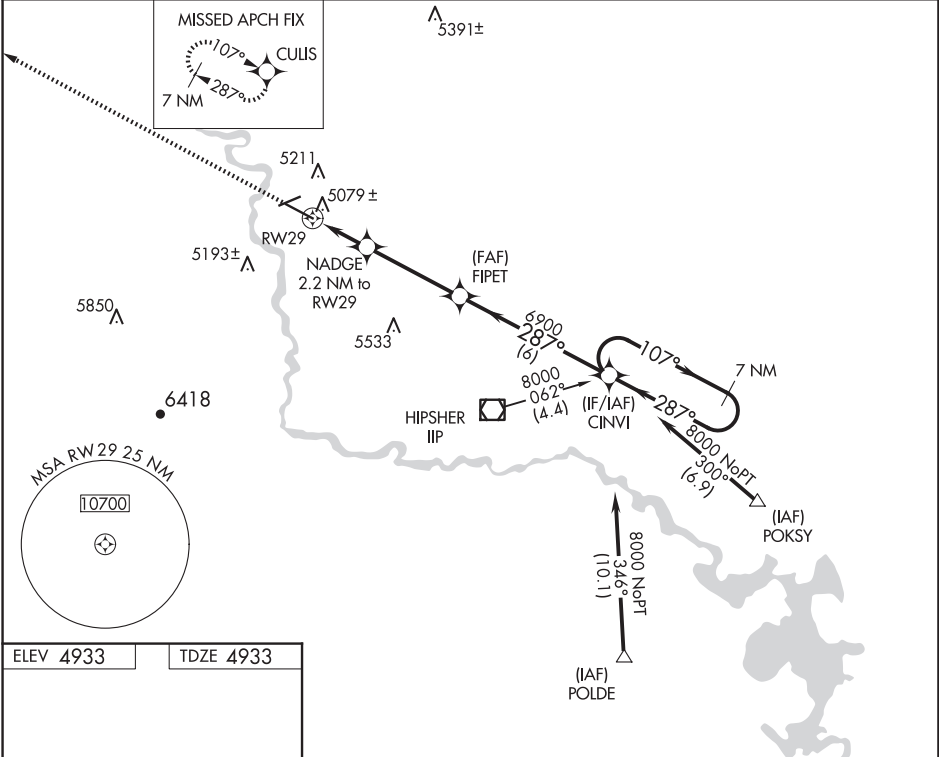 MISSED APCH FIX
107°
CULIS
287°
7 NM
5391±
5211
5079 ±
RW29
5193±
NADGE
2.2 NM to
RW29
(FAF)
FIPET
5850
5533
6900
287°
(6)
107°
7 NM
8000
062°
(4.4)
HIPSHER
IIP
(IF/IAF)
CINVI
287°
8000 NoPT
300°
(6.9)
6418
MSA RW29 25 NM
10700
(IAF)
POKSY
8000 NoPT
346°
(10.1)
(IAF)
POLDE
ELEV 4933
TDZE 4933